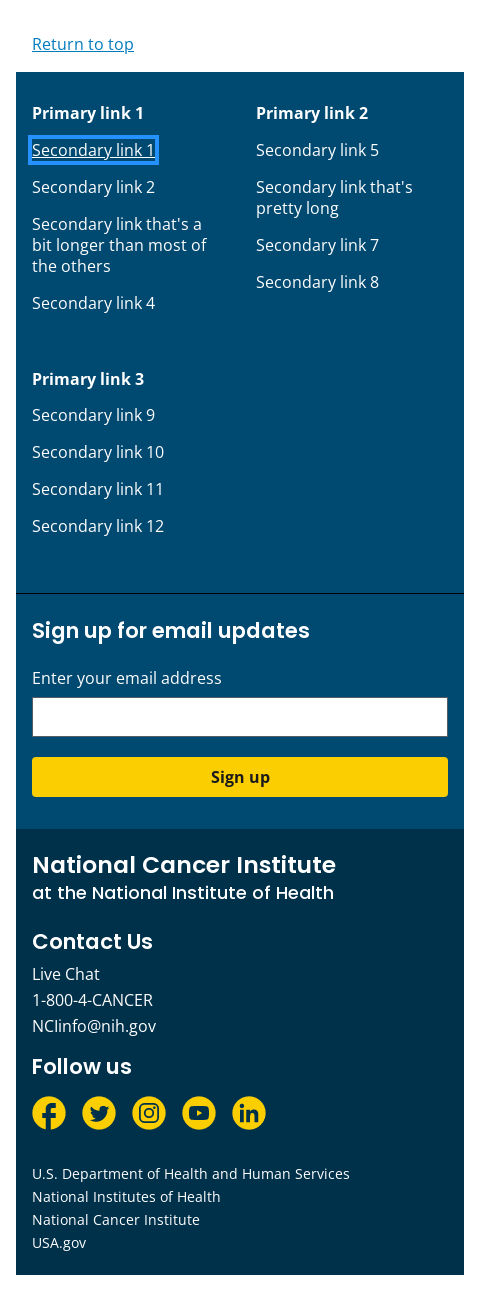 Return to top
Primary link 1
Secondary link 1
Secondary link 2
Secondary link that's a
bit longer than most of
the others
Secondary link 4
Primary link 2
Secondary link 5
Secondary link that's
pretty long
Secondary link 7
Secondary link 8
Primary link 3
Secondary link 9
Secondary link 10
Secondary link 11
Secondary link 12
Sign up for email updates
Enter your email address
Sign up
National Cancer Institute
at the National Institute of Health
Contact Us
Live Chat
1-800-4-CANCER
NCIinfo@nih.gov
Follow us
U.S. Department of Health and Human Services
National Institutes of Health
National Cancer Institute
USA.gov